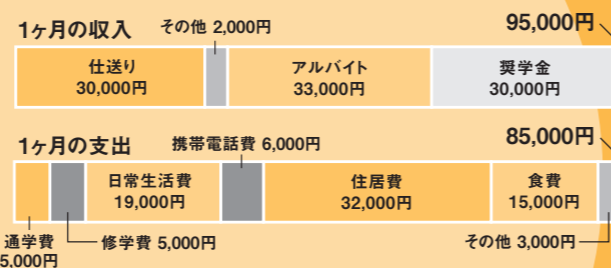 1ヶ月の収入
その他 2,000円
95,000円
仕送り
30,000円
アルバイト
33,000円
奨学金
30,000円
1ヶ月の支出
携帯電話費 6,000円
85,000円
日常生活費
19,000円
住居費
32,000円
食費
15,000円
通学費
5,000円
修学費 5,000円
その他 3,000円